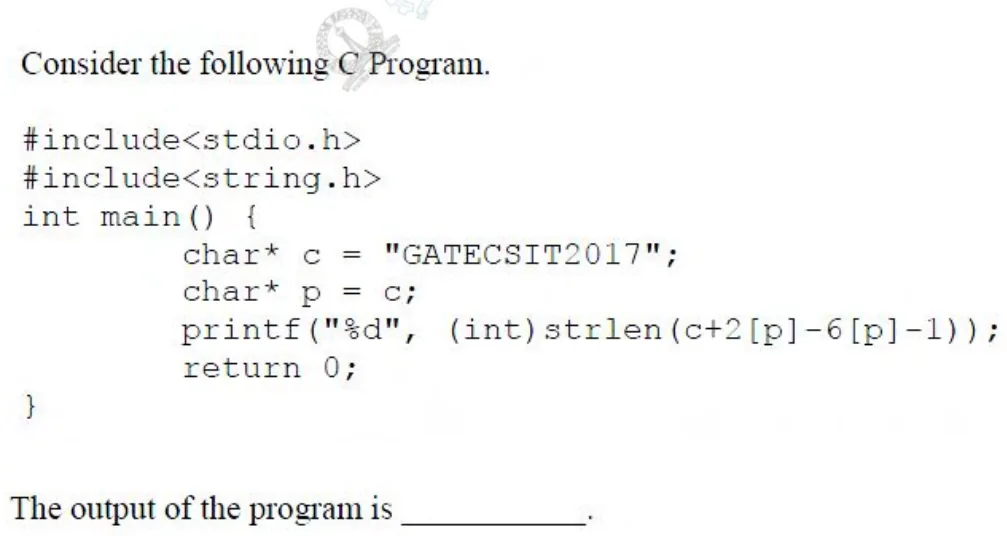 Consider the following C Program.
#include<stdio.h>
#include<string.h>
int main() {
char* c = "GATECSIT2017";
char* p = c;
printf("%d", (int)strlen(c+2[p]-6[p]-1));
return 0;
}
The output of the program is ___________.